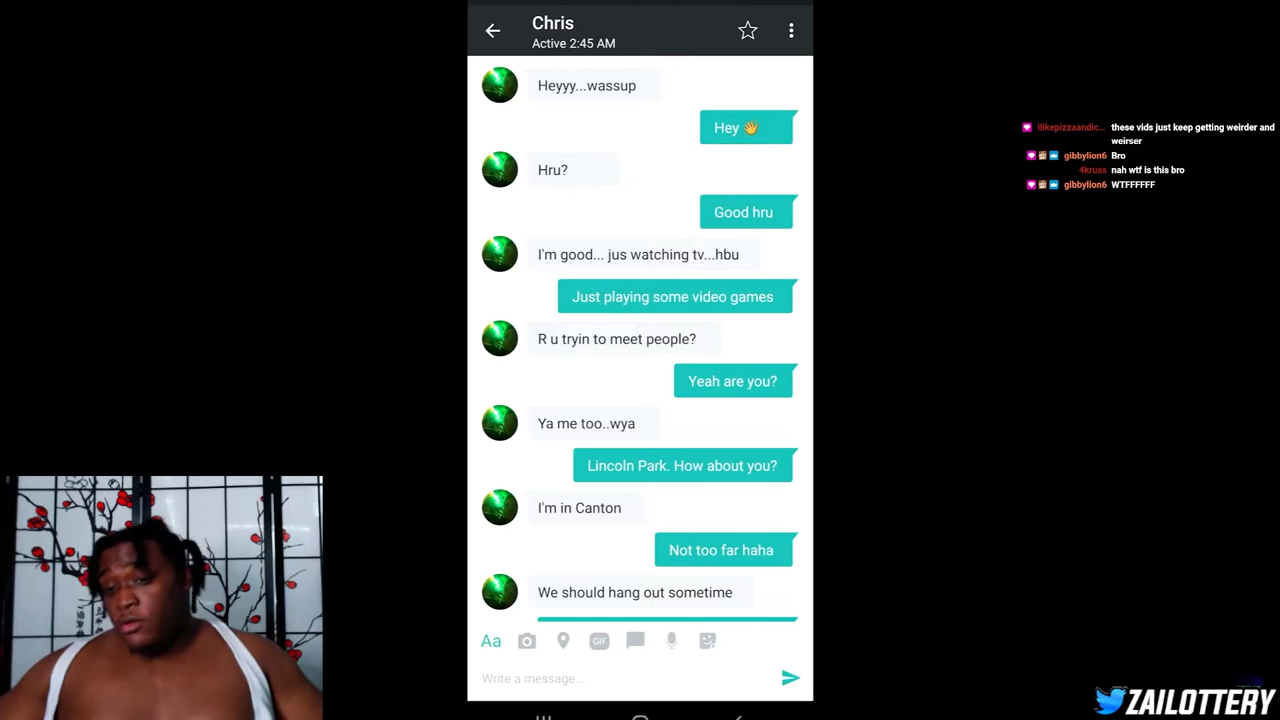 Chris
Active 2:45 AM
Heyyy...wassup
Hey 👋
Hru?
Good hru
I'm good... jus watching tv...hbu
Just playing some video games
R u tryin to meet people?
Yeah are you?
Ya me too..wya
Lincoln Park. How about you?
I'm in Canton
Not too far haha
We should hang out sometime
Aa
GIF
Write a message...
ilikepizzaandic... these vids just keep getting weirder and
weirser
gibbylion6 Bro
4kruss nah wtf is this bro
gibbylion6 WTFFFFFF
ZAILOTTERY